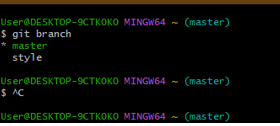 User@DESKTOP-9CTKOKO MINGW64 ~ (master)
$ git branch
* master
  style
User@DESKTOP-9CTKOKO MINGW64 ~ (master)
$ ^C
User@DESKTOP-9CTKOKO MINGW64 ~ (master)